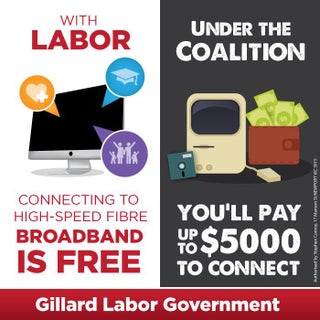 WITH
LABOR
CONNECTING TO
HIGH-SPEED FIBRE
BROADBAND
IS FREE
UNDER THE
COALITION
YOU'LL PAY
UP TO $5000
TO CONNECT
Gillard Labor Government